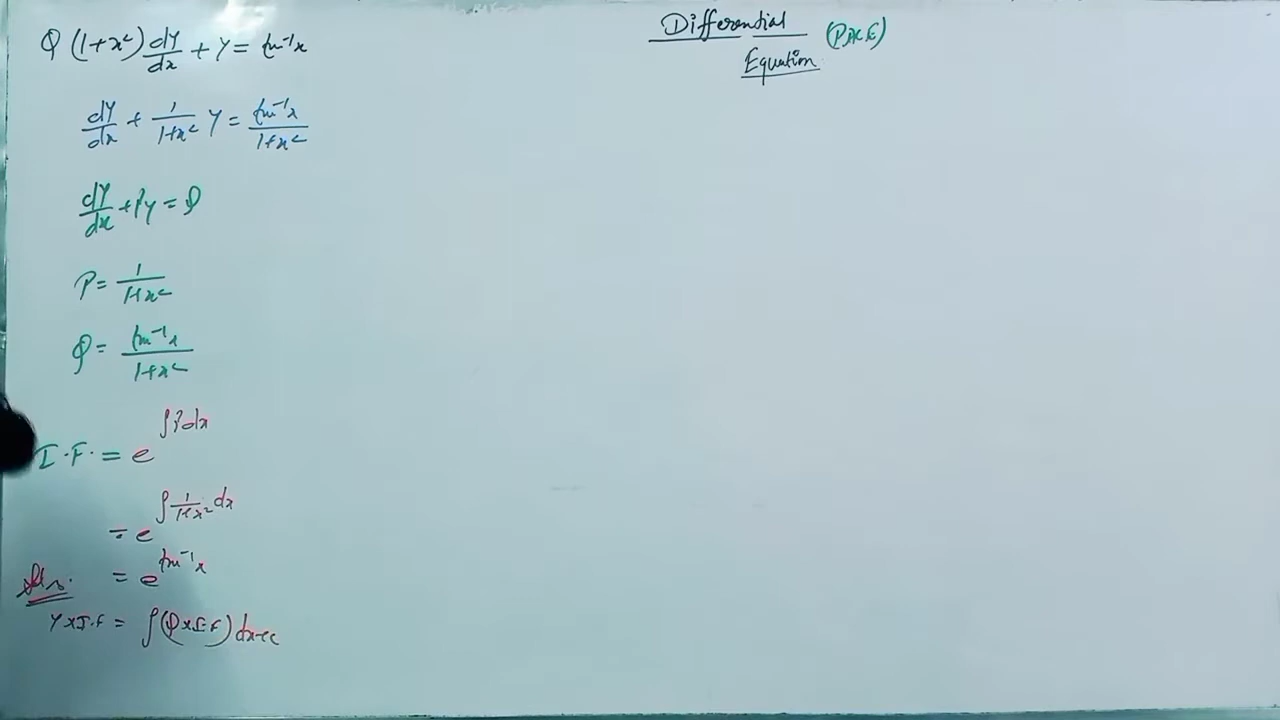 Differential
Equation (PAGE)
Q (1+x²) dy/dx + y = tan⁻¹x
dy/dx + 1/1+x² y = tan⁻¹x/1+x²
dy/dx + Py = Q
P = 1/1+x²
Q = tan⁻¹x/1+x²
I.F. = e^∫Pdx
= e^∫1/1+x² dx
= e^tan⁻¹x
Y×I.F = ∫(Q×I.F) dx+c